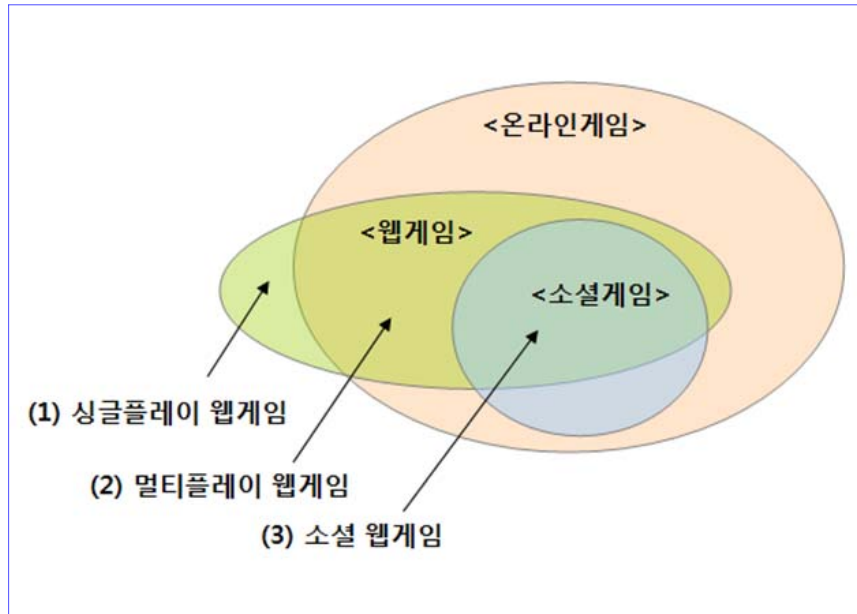 <온라인게임>
<웹게임>
<소셜게임>
(1) 싱글플레이 웹게임
(2) 멀티플레이 웹게임
(3) 소셜 웹게임